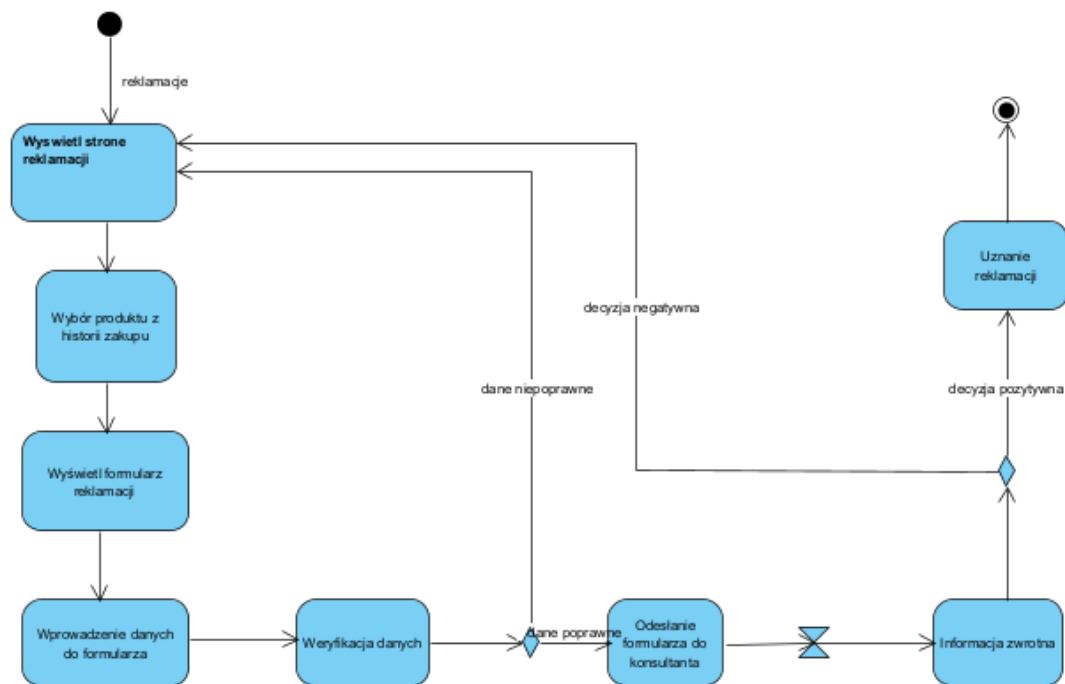 reklamacje
Wyswietl strone
reklamacji
Uznanie
reklamacji
Wybór produktu z
historii zakupu
decyzja negatywna
dane niepoprawne
decyzja pozytywna
Wyświetl formularz
reklamacji
Wprowadzenie danych
do formularza
Weryfikacja danych
dane poprawne
Odesłanie
formularza do
konsultanta
Informacja zwrotna